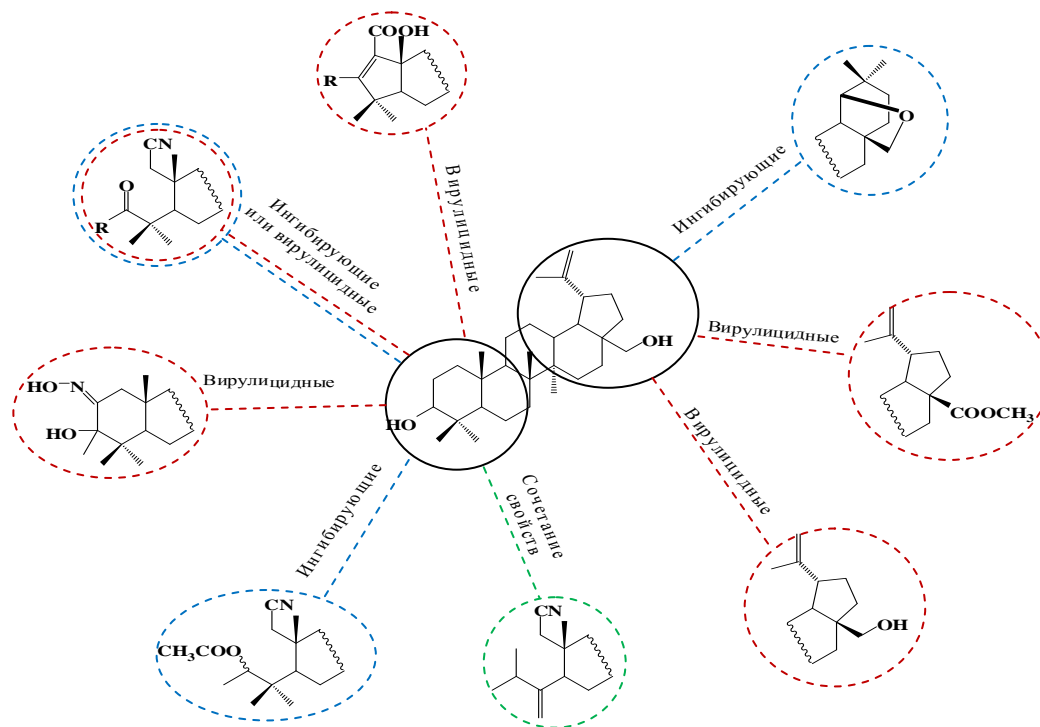 COOH
R
O
CN
O
R
Ингибирующие
или вирулицидные
Вирулицидные
Ингибирующие
OH
Вирулицидные
COOCH₃
HO
N
HO
Вирулицидные
HO
Вирулицидные
Ингибирующие
Сочетание
свойств
OH
CN
CH₃COO
CN